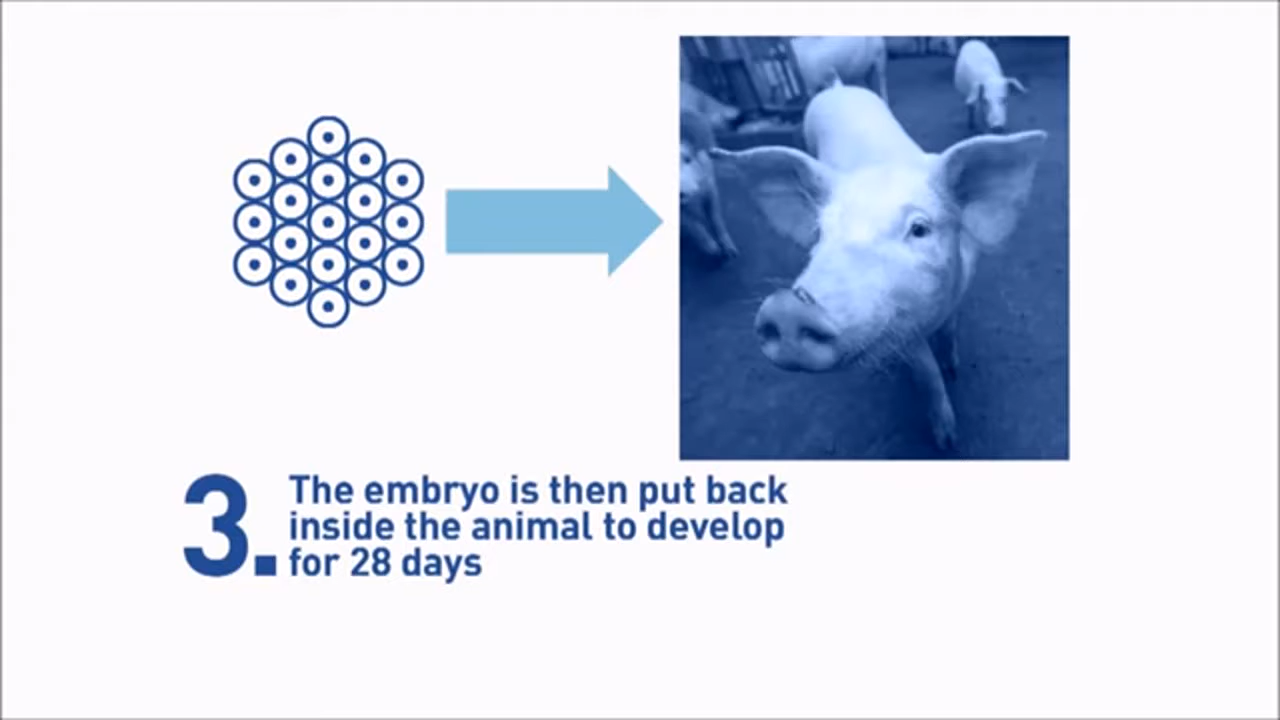 3. The embryo is then put back
inside the animal to develop
for 28 days